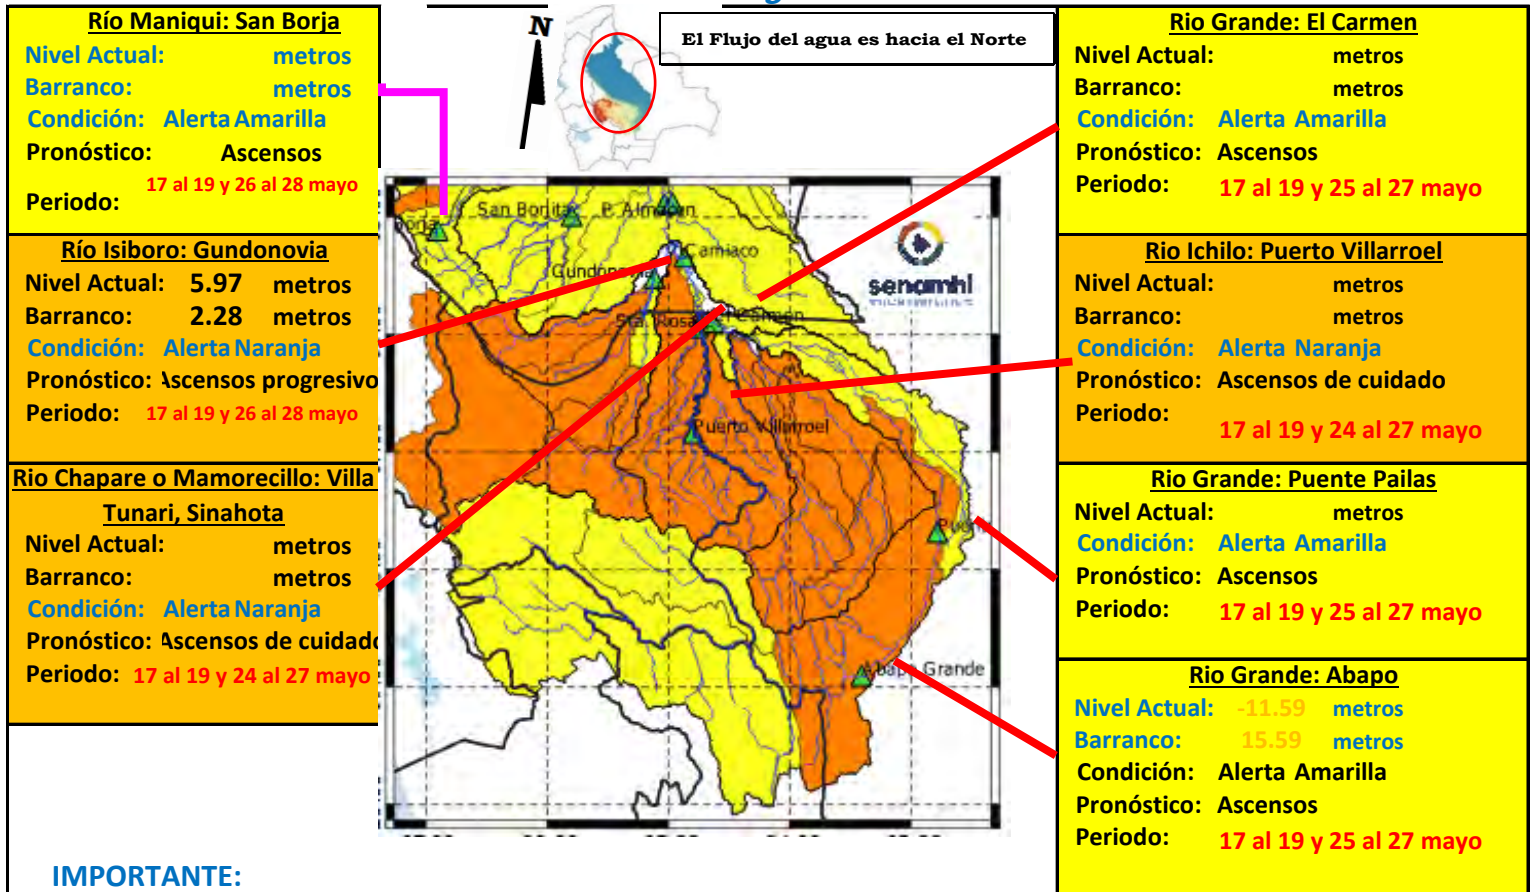 Río Maniqui: San Borja
Nivel Actual: metros
Barranco: metros
Condición: Alerta Amarilla
Pronóstico: Ascensos
Periodo: 17 al 19 y 26 al 28 mayo
Río Isiboro: Gundonovia
Nivel Actual: 5.97 metros
Barranco: 2.28 metros
Condición: Alerta Naranja
Pronóstico: Ascensos progresivo
Periodo: 17 al 19 y 26 al 28 mayo
Rio Chapare o Mamorecillo: Villa
Tunari, Sinahota
Nivel Actual: metros
Barranco: metros
Condición: Alerta Naranja
Pronóstico: Ascensos de cuidado
Periodo: 17 al 19 y 24 al 27 mayo
N
El Flujo del agua es hacia el Norte
San Borjita
P. Almacen
Camiaco
Sta. Rosa
El Carmen
Puerto Villarroel
Abapo Grande
senamhi
Rio Grande: El Carmen
Nivel Actual: metros
Barranco: metros
Condición: Alerta Amarilla
Pronóstico: Ascensos
Periodo: 17 al 19 y 25 al 27 mayo
Rio Ichilo: Puerto Villarroel
Nivel Actual: metros
Barranco: metros
Condición: Alerta Naranja
Pronóstico: Ascensos de cuidado
Periodo: 17 al 19 y 24 al 27 mayo
Rio Grande: Puente Pailas
Nivel Actual: metros
Condición: Alerta Amarilla
Pronóstico: Ascensos
Periodo: 17 al 19 y 25 al 27 mayo
Rio Grande: Abapo
Nivel Actual: -11.59 metros
Barranco: 15.59 metros
Condición: Alerta Amarilla
Pronóstico: Ascensos
Periodo: 17 al 19 y 25 al 27 mayo
IMPORTANTE: